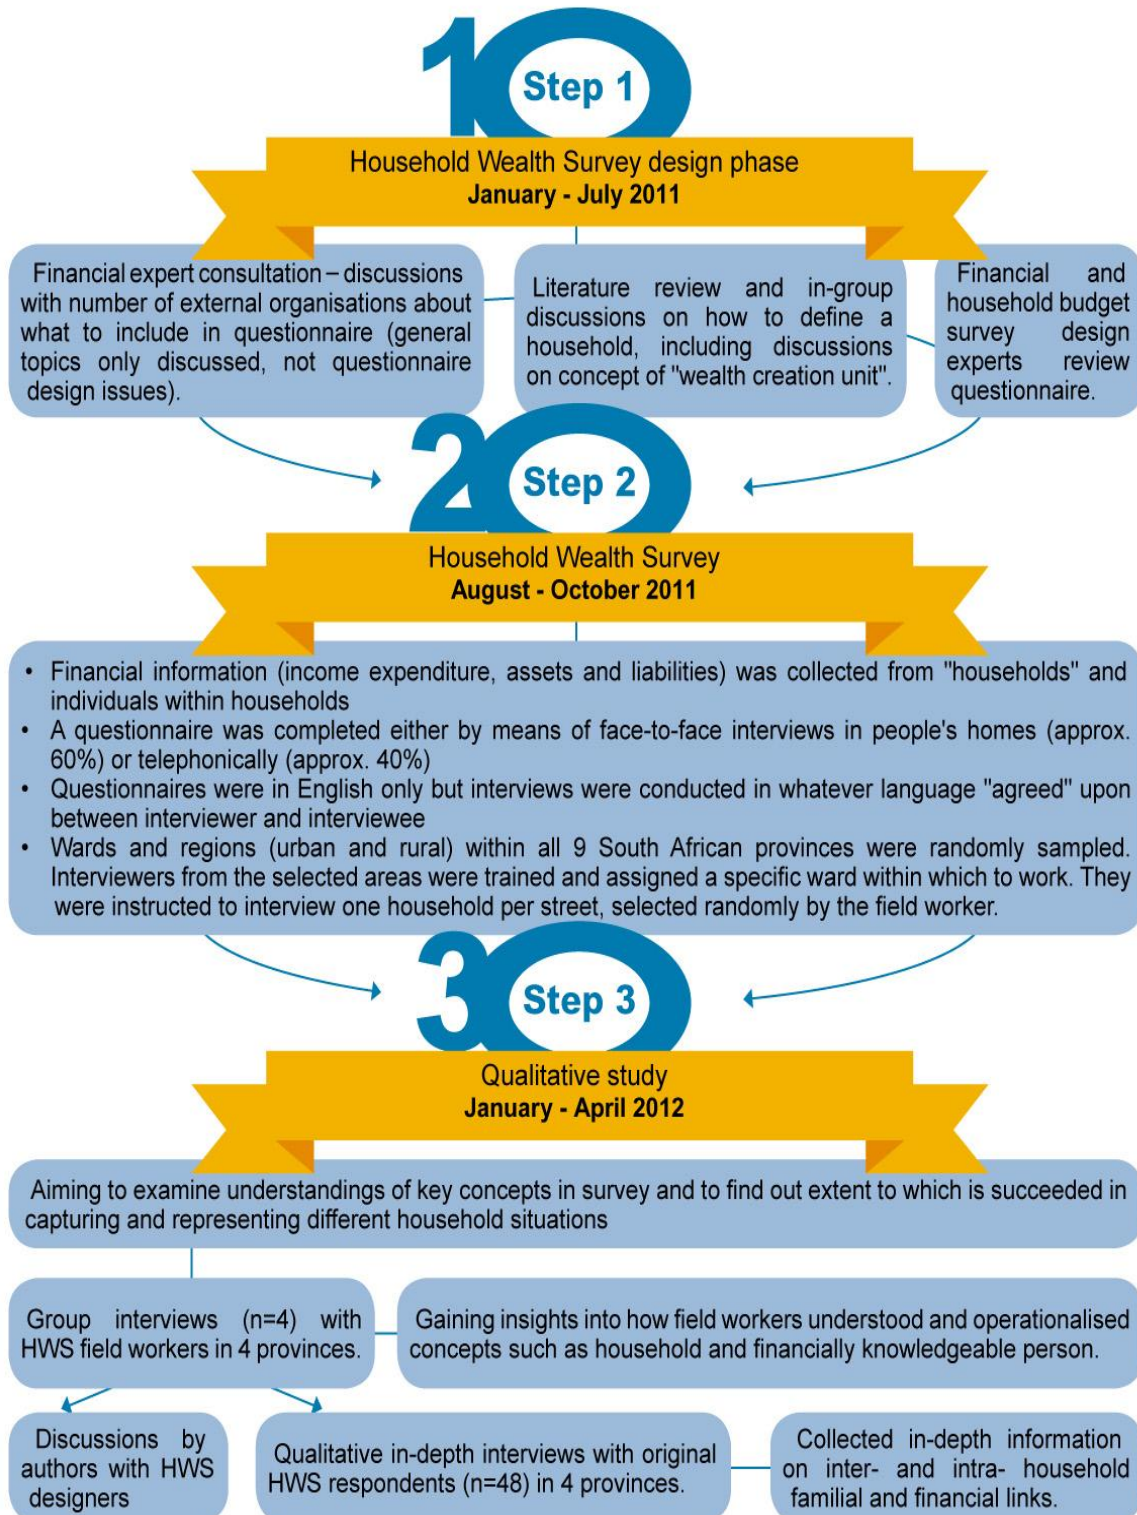 1
Step 1
Household Wealth Survey design phase
January - July 2011
Financial expert consultation – discussions
with number of external organisations about
what to include in questionnaire (general
topics only discussed, not questionnaire
design issues).
Literature review and in-group
discussions on how to define a
household, including discussions
on concept of "wealth creation unit".
Financial and
household budget
survey design
experts review
questionnaire.
2
Step 2
Household Wealth Survey
August - October 2011
• Financial information (income expenditure, assets and liabilities) was collected from "households" and
individuals within households
• A questionnaire was completed either by means of face-to-face interviews in people's homes (approx.
60%) or telephonically (approx. 40%)
• Questionnaires were in English only but interviews were conducted in whatever language "agreed" upon
between interviewer and interviewee
• Wards and regions (urban and rural) within all 9 South African provinces were randomly sampled.
Interviewers from the selected areas were trained and assigned a specific ward within which to work. They
were instructed to interview one household per street, selected randomly by the field worker.
3
Step 3
Qualitative study
January - April 2012
Aiming to examine understandings of key concepts in survey and to find out extent to which is succeeded in
capturing and representing different household situations
Group interviews (n=4) with
HWS field workers in 4 provinces.
Gaining insights into how field workers understood and operationalised
concepts such as household and financially knowledgeable person.
Discussions by
authors with HWS
designers
Qualitative in-depth interviews with original
HWS respondents (n=48) in 4 provinces.
Collected in-depth information
on inter- and intra- household
familial and financial links.